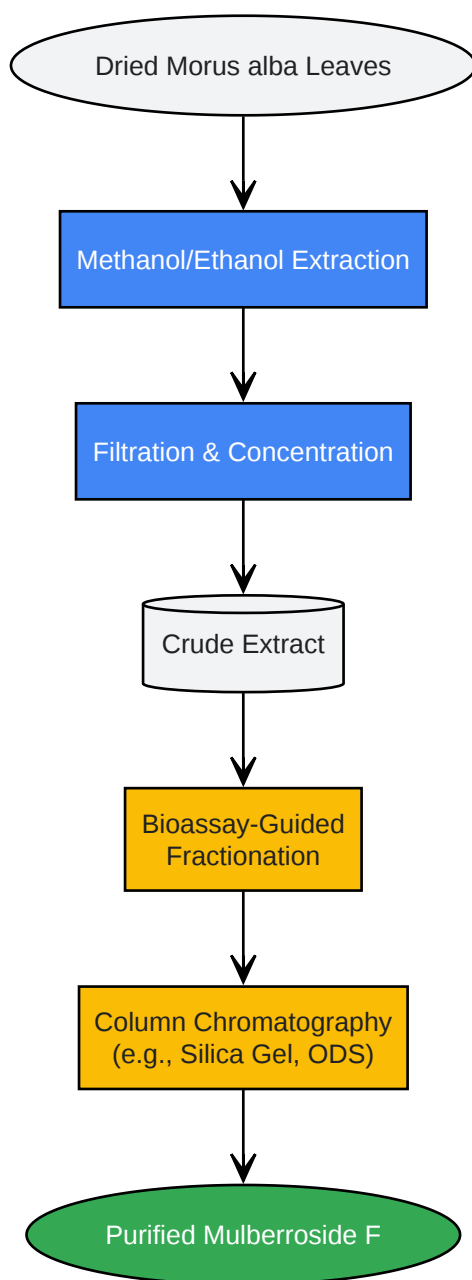 Dried Morus alba Leaves
Methanol/Ethanol Extraction
Filtration & Concentration
Crude Extract
Bioassay-Guided
Fractionation
Column Chromatography
(e.g., Silica Gel, ODS)
Purified Mulberroside F